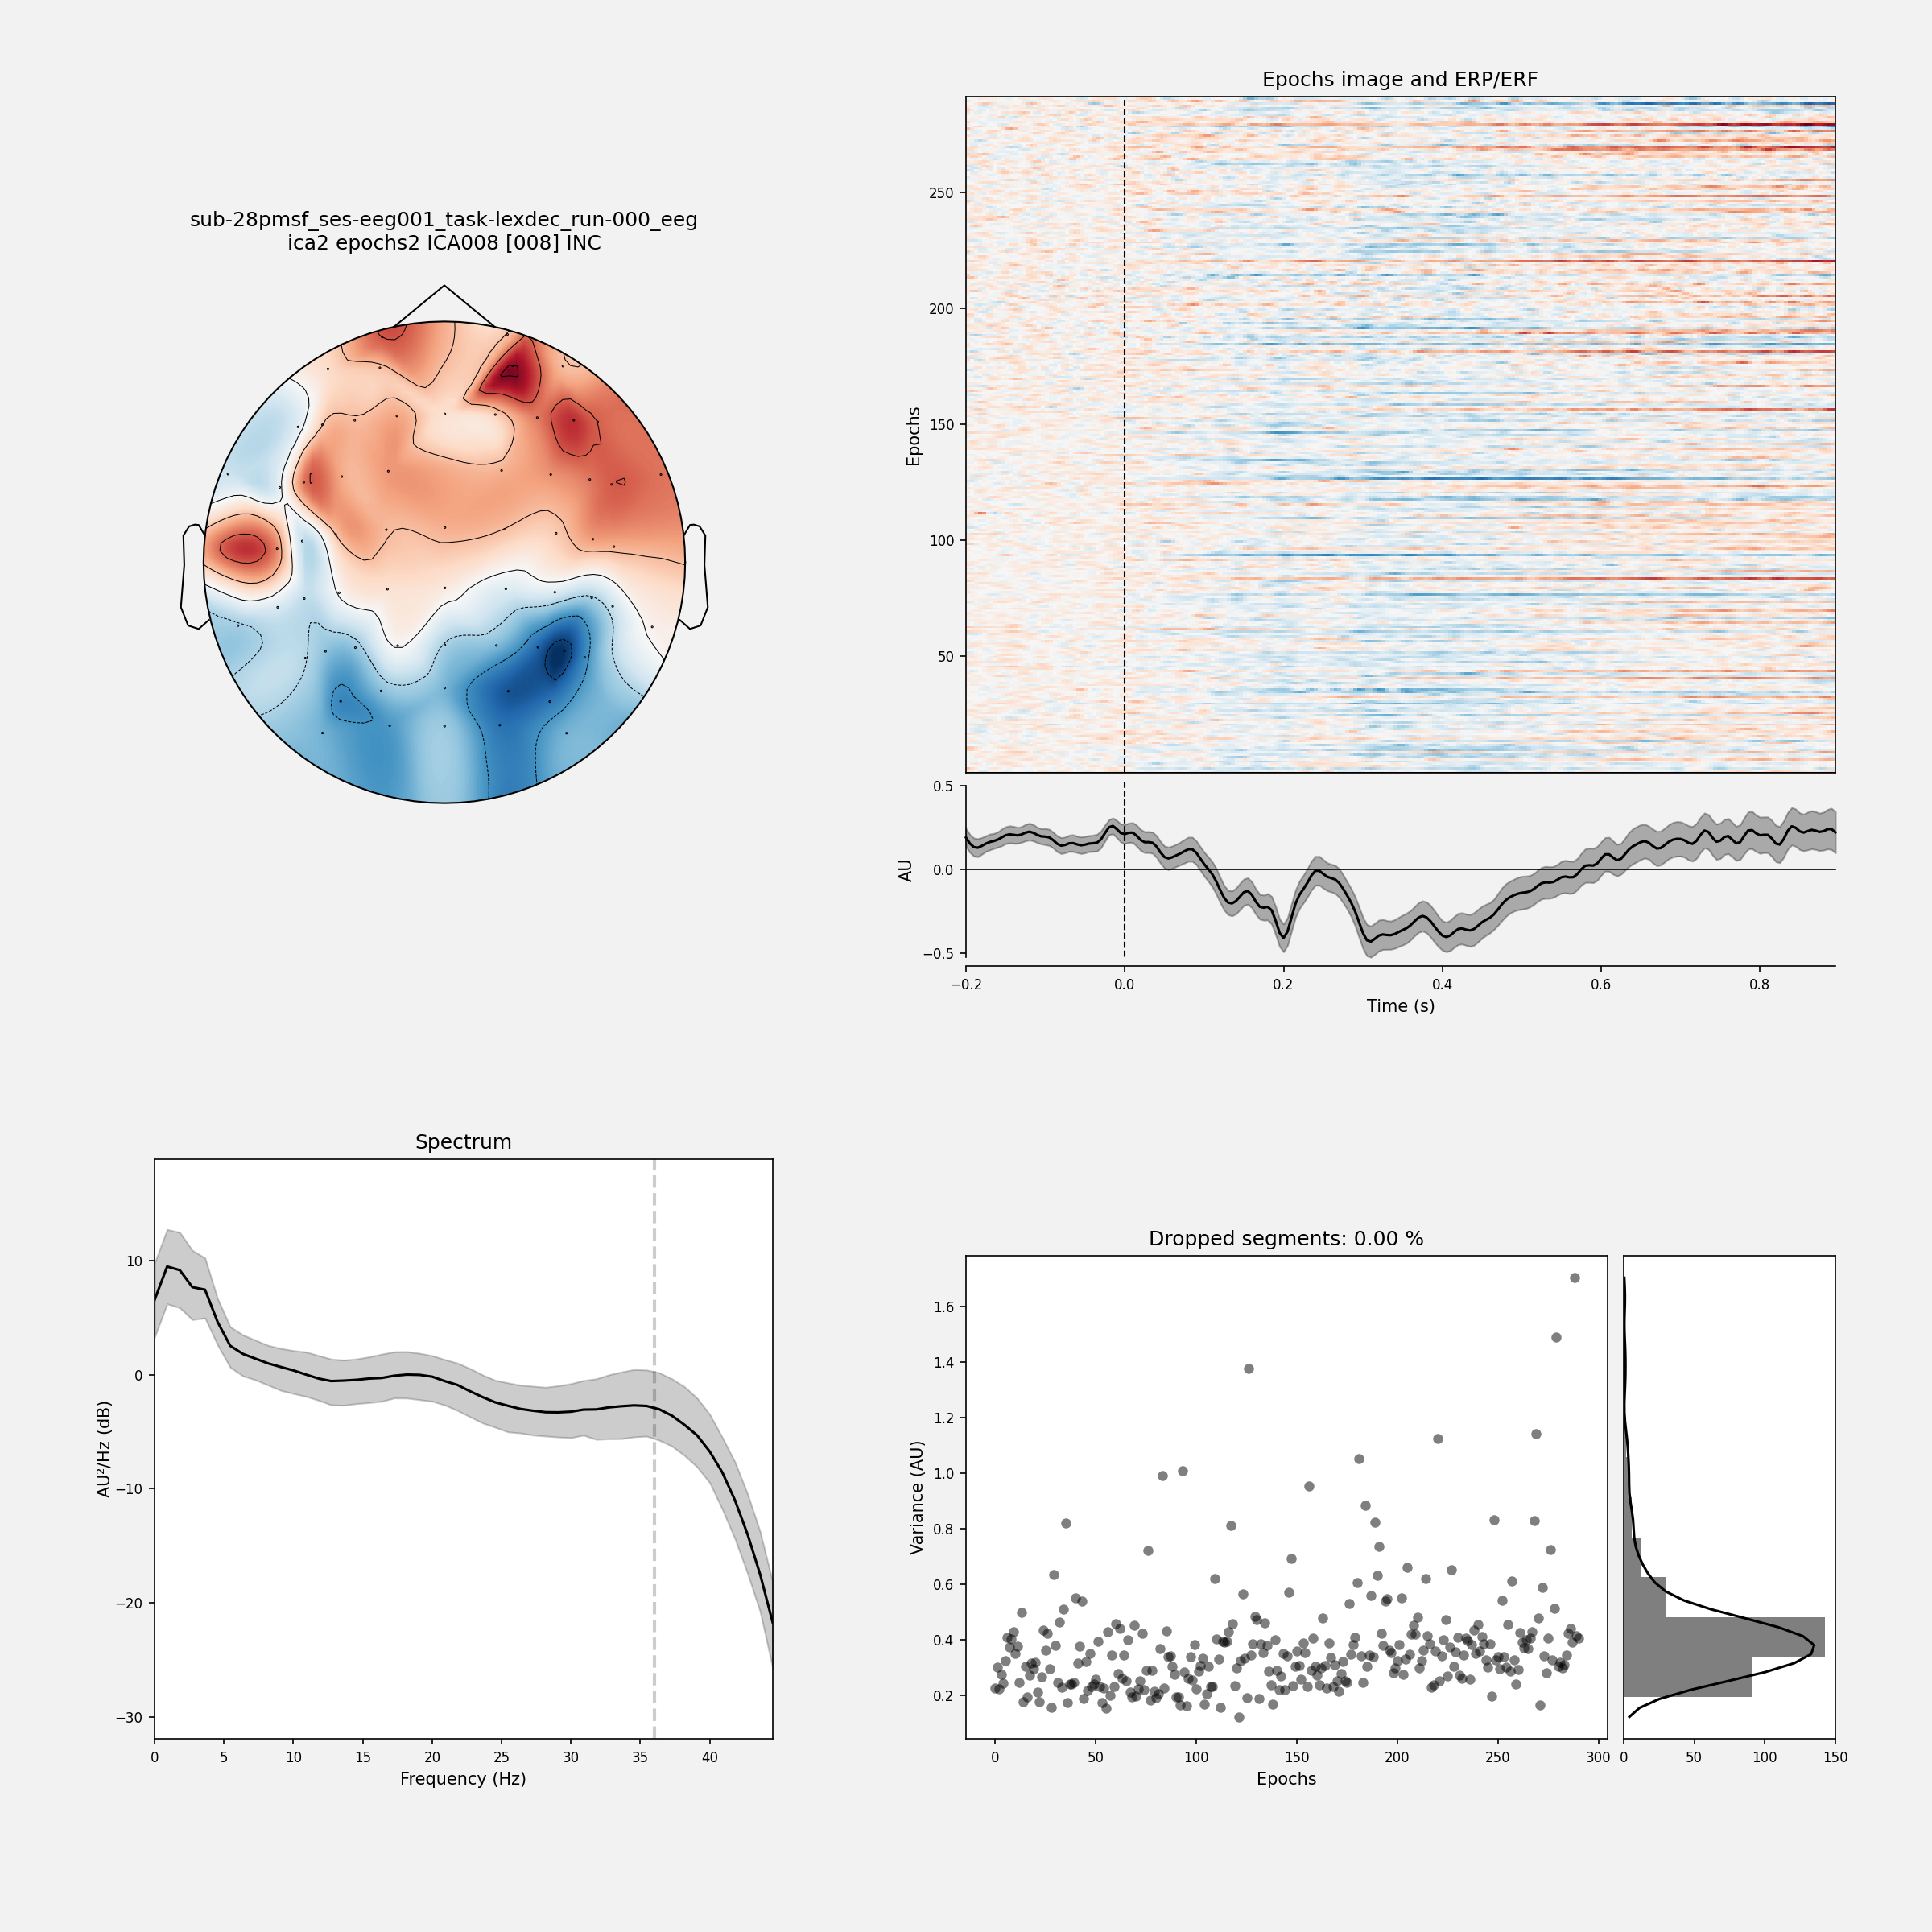 sub-28pmsf_ses-eeg001_task-lexdec_run-000_eeg
ica2 epochs2 ICA008 [008] INC
Epochs image and ERP/ERF
Epochs
250
200
150
100
50
AU
0.5
0.0
−0.5
−0.2 0.0 0.2 0.4 0.6 0.8
Time (s)
Spectrum
AU²/Hz (dB)
10
0
−10
−20
−30
0 5 10 15 20 25 30 35 40
Frequency (Hz)
Dropped segments: 0.00 %
Variance (AU)
1.6
1.4
1.2
1.0
0.8
0.6
0.4
0.2
0 50 100 150 200 250 300
Epochs
0 50 100 150